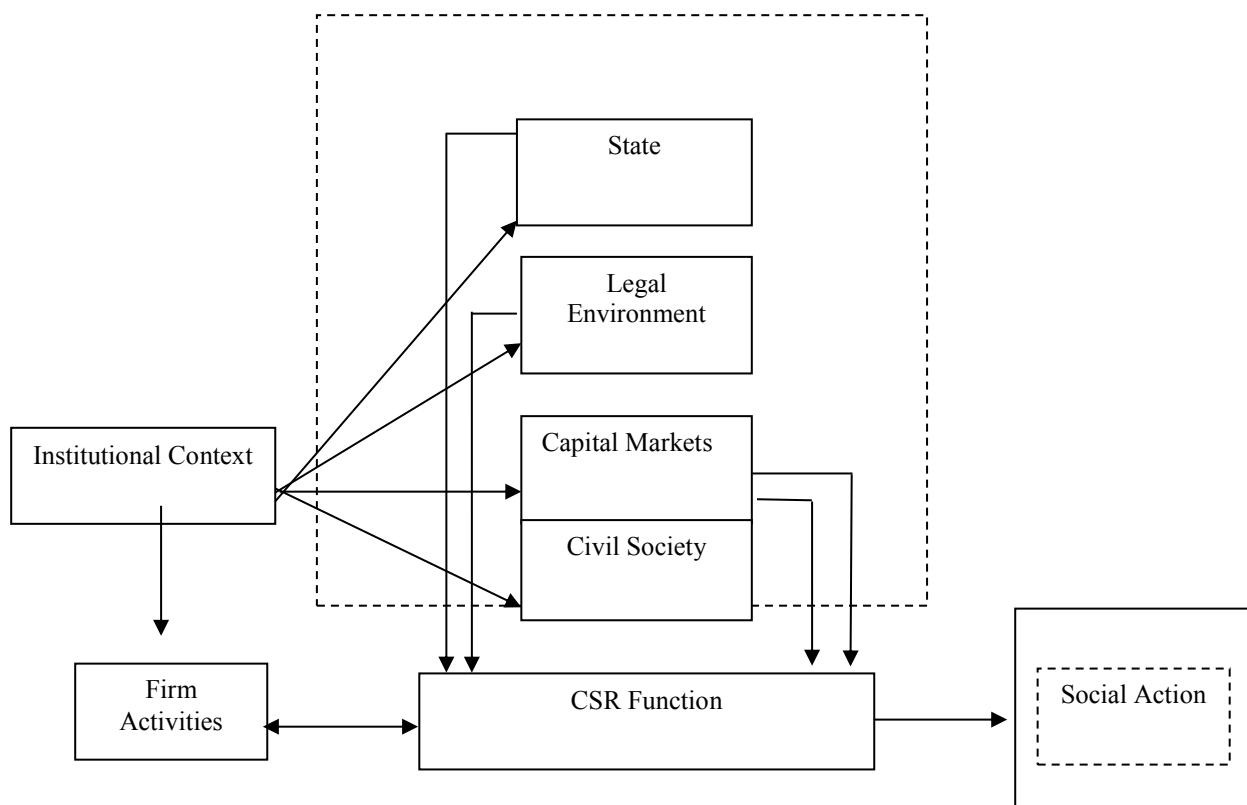 State
Legal
Environment
Capital Markets
Institutional Context
Civil Society
Firm
Activities
CSR Function
Social Action